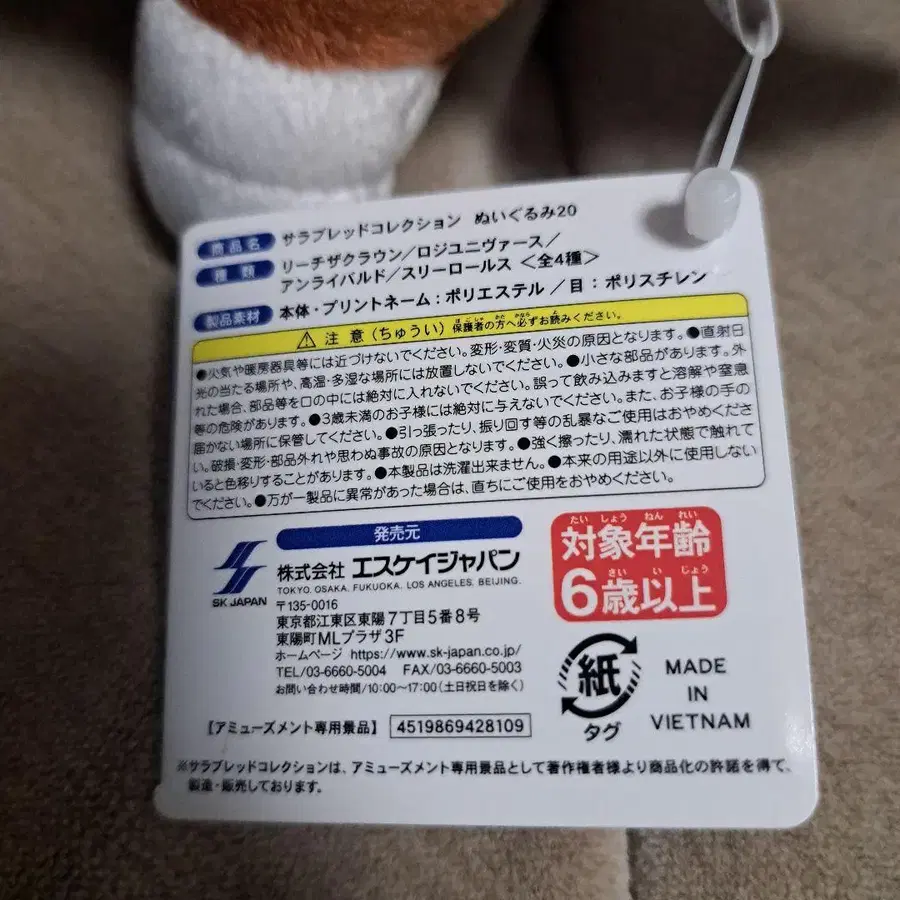 商品名 サラブレッドコレクション ぬいぐるみ20
種類 リーチザクラウン/ロジユニヴァース/
アンライバルド/スリーロールス <全4種>
製品素材 本体・プリントネーム:ポリエステル/目:ポリスチレン
⚠ 注意(ちゅうい) 保護者の方へ必ずお読みください。
ほごしゃ かた かなら よ
●火気や暖房器具等には近づけないでください。変形・変質・火災の原因となります。●直射日
光の当たる場所や、高温・多湿な場所には放置しないでください。●小さな部品があります。外
れた場合、部品等を口の中には絶対に入れないでください。誤って飲み込みますと溶解や窒息
等の危険があります。●3歳未満のお子様には絶対に与えないでください。また、お子様の手の
届かない場所に保管してください。●引っ張ったり、振り回す等の乱暴なご使用はおやめくださ
い。破損・変形・部品外れや思わぬ事故の原因となります。●強く擦ったり、濡れた状態で触れて
いると色移りすることがあります。●本製品は洗濯出来ません。●本来の用途以外に使用しない
でください。●万が一製品に異常があった場合は、直ちにご使用をおやめください。
発売元
SK JAPAN
株式会社 エスケイジャパン
TOKYO. OSAKA. FUKUOKA. LOS ANGELES. BEIJING.
〒135-0016
東京都江東区東陽7丁目5番8号
東陽町MLプラザ3F
ホームページ https://www.sk-japan.co.jp/
TEL/03-6660-5004 FAX/03-6660-5003
お問い合わせ時間/10:00〜17:00(土日祝日を除く)
たい しょう ねん れい
対象年齢
さい い じょう
6歳以上
紙
タグ
MADE
IN
VIETNAM
【アミューズメント専用景品】 4519869428109
※サラブレッドコレクションは、アミューズメント専用景品として著作権者様より商品化の許諾を得て、
製造・販売しております。